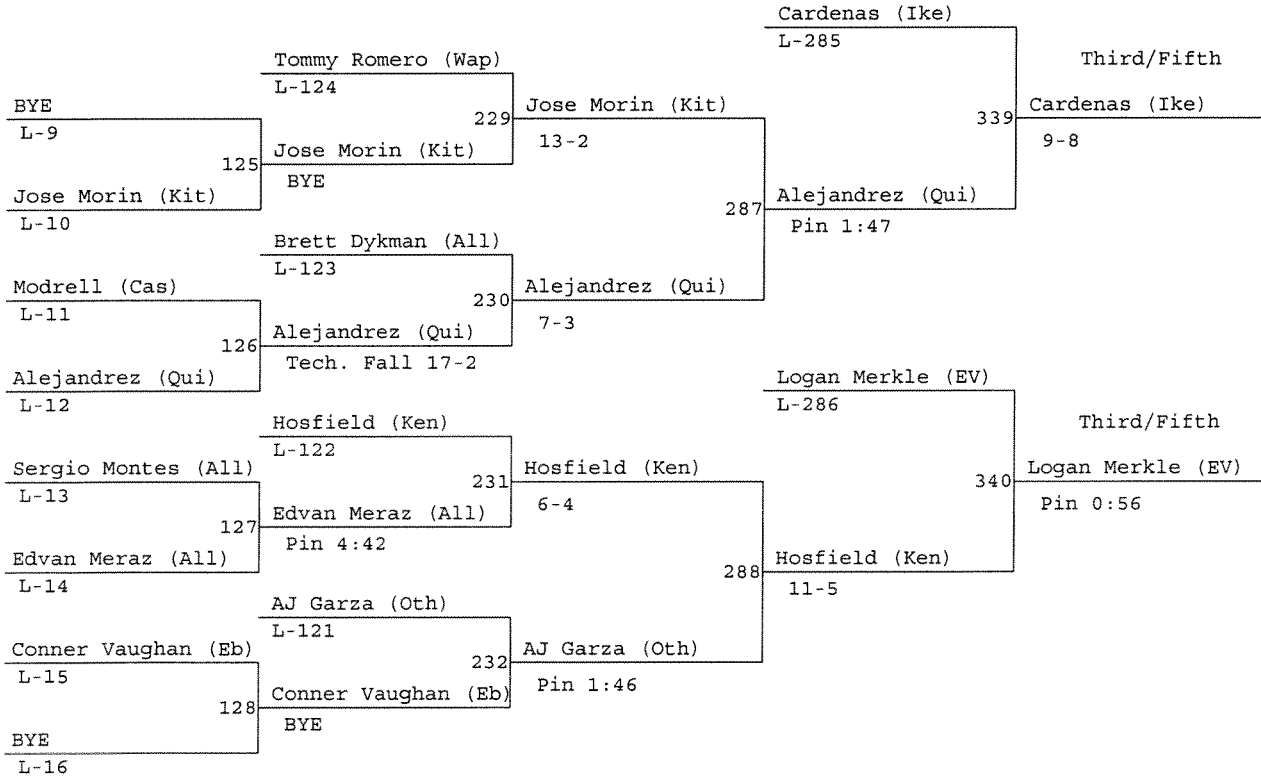 Cardenas (Ike)
L-285
Tommy Romero (Wap)
L-124
Third/Fifth
BYE
L-9
229
Jose Morin (Kit)
13-2
339
Cardenas (Ike)
9-8
125
Jose Morin (Kit)
BYE
Jose Morin (Kit)
L-10
287
Alejandrez (Qui)
Pin 1:47
Brett Dykman (All)
L-123
Modrell (Cas)
L-11
230
Alejandrez (Qui)
7-3
126
Alejandrez (Qui)
Tech. Fall 17-2
Alejandrez (Qui)
L-12
Logan Merkle (EV)
L-286
Hosfield (Ken)
L-122
Third/Fifth
Sergio Montes (All)
L-13
231
Hosfield (Ken)
6-4
340
Logan Merkle (EV)
Pin 0:56
127
Edvan Meraz (All)
Pin 4:42
Edvan Meraz (All)
L-14
288
Hosfield (Ken)
11-5
AJ Garza (Oth)
L-121
Conner Vaughan (Eb)
L-15
232
AJ Garza (Oth)
Pin 1:46
128
Conner Vaughan (Eb)
BYE
BYE
L-16